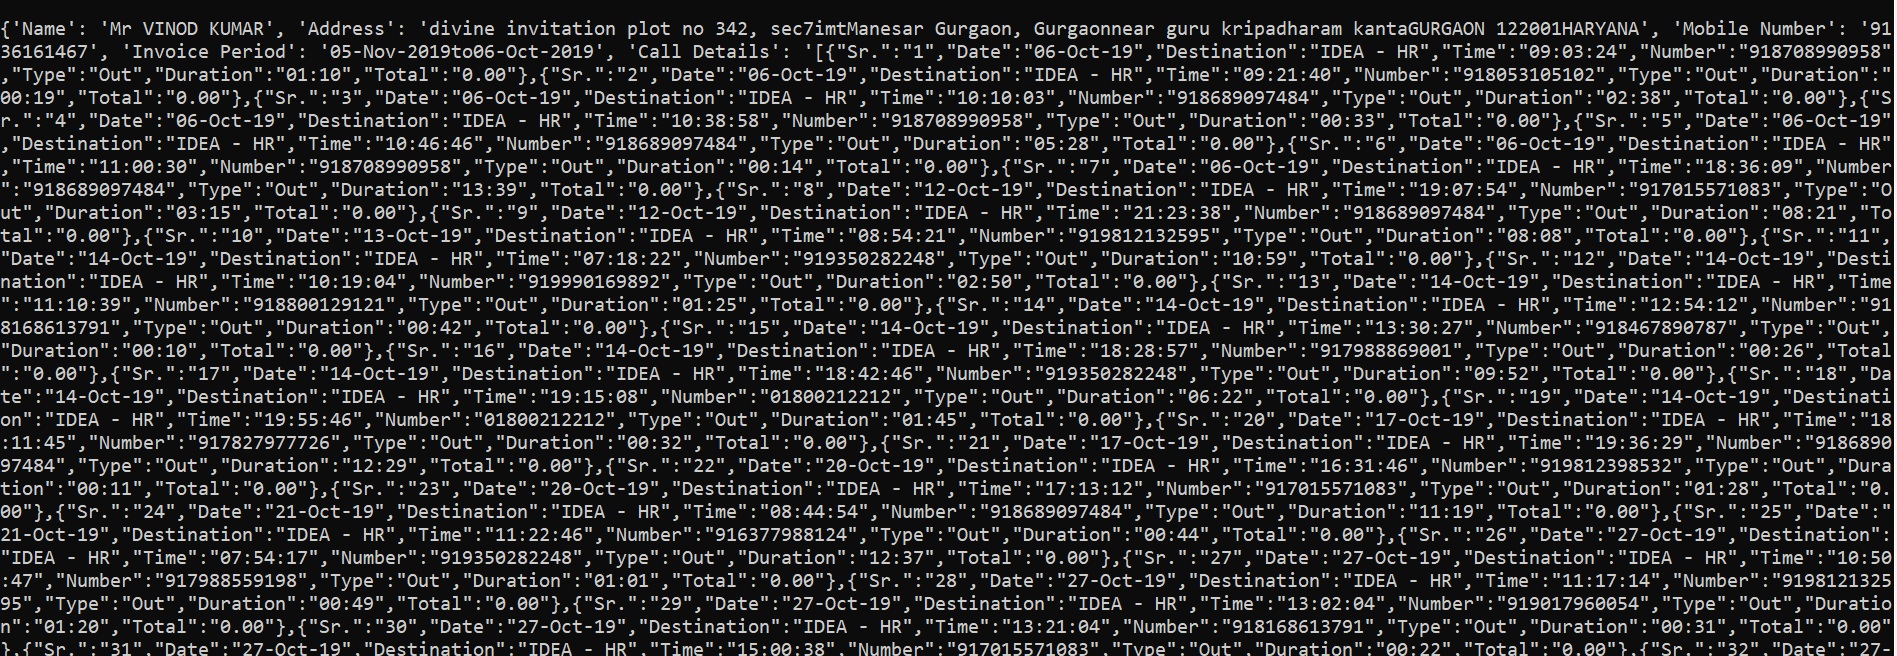 {'Name': 'Mr VINOD KUMAR', 'Address': 'divine invitation plot no 342, sec7imtManesar Gurgaon, Gurgaonnear guru kripadharam kantaGURGAON 122001HARYANA', 'Mobile Number': '91
36161467', 'Invoice Period': '05-Nov-2019to06-Oct-2019', 'Call Details': '[{"Sr.":"1","Date":"06-Oct-19","Destination":"IDEA - HR","Time":"09:03:24","Number":"918708990958"
,"Type":"Out","Duration":"01:10","Total":"0.00"},{"Sr.":"2","Date":"06-Oct-19","Destination":"IDEA - HR","Time":"09:21:40","Number":"918053105102","Type":"Out","Duration":"
00:19","Total":"0.00"},{"Sr.":"3","Date":"06-Oct-19","Destination":"IDEA - HR","Time":"10:10:03","Number":"918689097484","Type":"Out","Duration":"02:38","Total":"0.00"},{"S
r.":"4","Date":"06-Oct-19","Destination":"IDEA - HR","Time":"10:38:58","Number":"918708990958","Type":"Out","Duration":"00:33","Total":"0.00"},{"Sr.":"5","Date":"06-Oct-19"
,"Destination":"IDEA - HR","Time":"10:46:46","Number":"918689097484","Type":"Out","Duration":"05:28","Total":"0.00"},{"Sr.":"6","Date":"06-Oct-19","Destination":"IDEA - HR"
,"Time":"11:00:30","Number":"918708990958","Type":"Out","Duration":"00:14","Total":"0.00"},{"Sr.":"7","Date":"06-Oct-19","Destination":"IDEA - HR","Time":"18:36:09","Number
":"918689097484","Type":"Out","Duration":"13:39","Total":"0.00"},{"Sr.":"8","Date":"12-Oct-19","Destination":"IDEA - HR","Time":"19:07:54","Number":"917015571083","Type":"O
ut","Duration":"03:15","Total":"0.00"},{"Sr.":"9","Date":"12-Oct-19","Destination":"IDEA - HR","Time":"21:23:38","Number":"918689097484","Type":"Out","Duration":"08:21","To
tal":"0.00"},{"Sr.":"10","Date":"13-Oct-19","Destination":"IDEA - HR","Time":"08:54:21","Number":"919812132595","Type":"Out","Duration":"08:08","Total":"0.00"},{"Sr.":"11",
"Date":"14-Oct-19","Destination":"IDEA - HR","Time":"07:18:22","Number":"919350282248","Type":"Out","Duration":"10:59","Total":"0.00"},{"Sr.":"12","Date":"14-Oct-19","Desti
nation":"IDEA - HR","Time":"10:19:04","Number":"919990169892","Type":"Out","Duration":"02:50","Total":"0.00"},{"Sr.":"13","Date":"14-Oct-19","Destination":"IDEA - HR","Time
":"11:10:39","Number":"918800129121","Type":"Out","Duration":"01:25","Total":"0.00"},{"Sr.":"14","Date":"14-Oct-19","Destination":"IDEA - HR","Time":"12:54:12","Number":"91
8168613791","Type":"Out","Duration":"00:42","Total":"0.00"},{"Sr.":"15","Date":"14-Oct-19","Destination":"IDEA - HR","Time":"13:30:27","Number":"918467890787","Type":"Out",
"Duration":"00:10","Total":"0.00"},{"Sr.":"16","Date":"14-Oct-19","Destination":"IDEA - HR","Time":"18:28:57","Number":"917988869001","Type":"Out","Duration":"00:26","Total
":"0.00"},{"Sr.":"17","Date":"14-Oct-19","Destination":"IDEA - HR","Time":"18:42:46","Number":"919350282248","Type":"Out","Duration":"09:52","Total":"0.00"},{"Sr.":"18","Da
te":"14-Oct-19","Destination":"IDEA - HR","Time":"19:15:08","Number":"01800212212","Type":"Out","Duration":"06:22","Total":"0.00"},{"Sr.":"19","Date":"14-Oct-19","Destinati
on":"IDEA - HR","Time":"19:55:46","Number":"01800212212","Type":"Out","Duration":"01:45","Total":"0.00"},{"Sr.":"20","Date":"17-Oct-19","Destination":"IDEA - HR","Time":"18
:11:45","Number":"917827977726","Type":"Out","Duration":"00:32","Total":"0.00"},{"Sr.":"21","Date":"17-Oct-19","Destination":"IDEA - HR","Time":"19:36:29","Number":"9186890
97484","Type":"Out","Duration":"12:29","Total":"0.00"},{"Sr.":"22","Date":"20-Oct-19","Destination":"IDEA - HR","Time":"16:31:46","Number":"919812398532","Type":"Out","Dura
tion":"00:11","Total":"0.00"},{"Sr.":"23","Date":"20-Oct-19","Destination":"IDEA - HR","Time":"17:13:12","Number":"917015571083","Type":"Out","Duration":"01:28","Total":"0.
00"},{"Sr.":"24","Date":"21-Oct-19","Destination":"IDEA - HR","Time":"08:44:54","Number":"918689097484","Type":"Out","Duration":"11:19","Total":"0.00"},{"Sr.":"25","Date":"
21-Oct-19","Destination":"IDEA - HR","Time":"11:22:46","Number":"916377988124","Type":"Out","Duration":"00:44","Total":"0.00"},{"Sr.":"26","Date":"27-Oct-19","Destination":
"IDEA - HR","Time":"07:54:17","Number":"919350282248","Type":"Out","Duration":"12:37","Total":"0.00"},{"Sr.":"27","Date":"27-Oct-19","Destination":"IDEA - HR","Time":"10:50
:47","Number":"917988559198","Type":"Out","Duration":"01:01","Total":"0.00"},{"Sr.":"28","Date":"27-Oct-19","Destination":"IDEA - HR","Time":"11:17:14","Number":"9198121325
95","Type":"Out","Duration":"00:49","Total":"0.00"},{"Sr.":"29","Date":"27-Oct-19","Destination":"IDEA - HR","Time":"13:02:04","Number":"919017960054","Type":"Out","Duratio
n":"01:20","Total":"0.00"},{"Sr.":"30","Date":"27-Oct-19","Destination":"IDEA - HR","Time":"13:21:04","Number":"918168613791","Type":"Out","Duration":"00:31","Total":"0.00"
},{"Sr.":"31","Date":"27-Oct-19","Destination":"IDEA - HR","Time":"15:00:38","Number":"917015571083","Type":"Out","Duration":"00:22","Total":"0.00"},{"Sr.":"32","Date":"27-